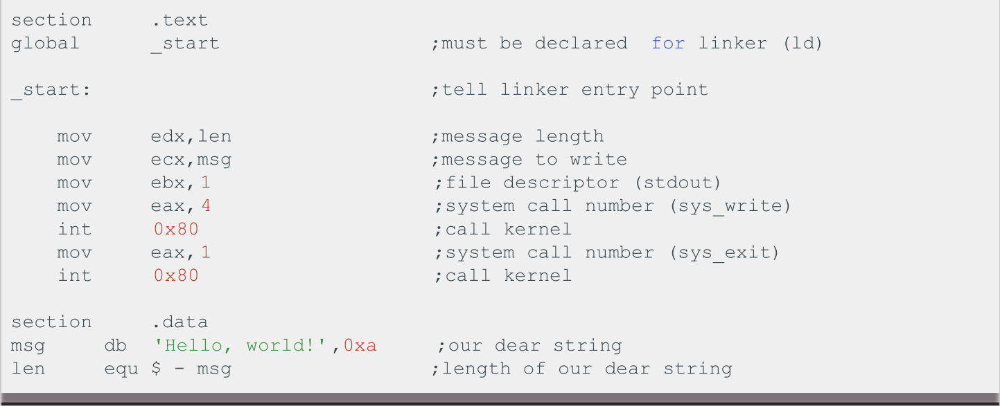 section     .text
global      _start                  ;must be declared  for linker (ld)
_start:                             ;tell linker entry point
    mov     edx,len                 ;message length
    mov     ecx,msg                 ;message to write
    mov     ebx,1                   ;file descriptor (stdout)
    mov     eax,4                   ;system call number (sys_write)
    int     0x80                    ;call kernel
    mov     eax,1                   ;system call number (sys_exit)
    int     0x80                    ;call kernel
section     .data
msg     db  'Hello, world!',0xa     ;our dear string
len     equ $ - msg                 ;length of our dear string